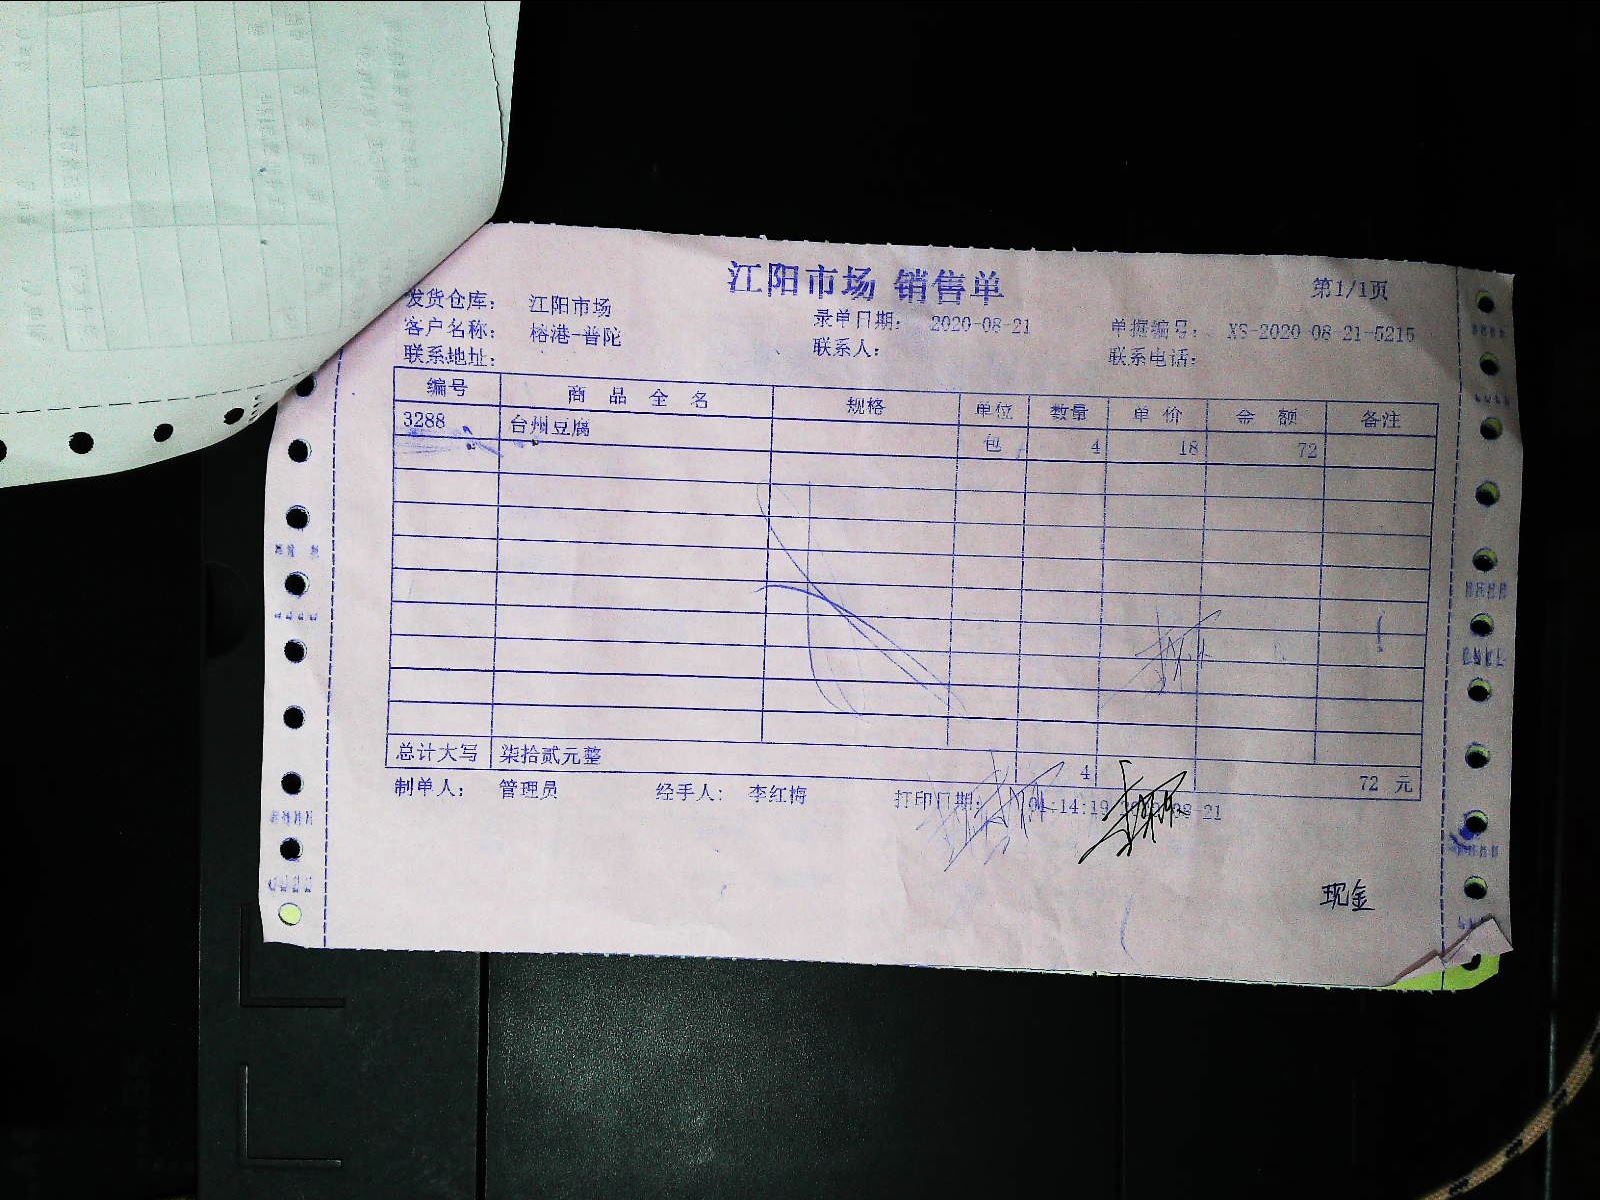 江阳市场 销售单
第1/1页
发货仓库： 江阳市场 录单日期： 2020-08-21 单据编号： XS-2020-08-21-5215
客户名称： 榕港-普陀 联系人： 联系电话：
联系地址：
编号 商品全名 规格 单位 数量 单价 金额 备注
3288 台州豆腐 包 4 18 72
总计大写 柒拾贰元整 4 72 元
制单人： 管理员 经手人： 李红梅 打印日期： 08-21
现金